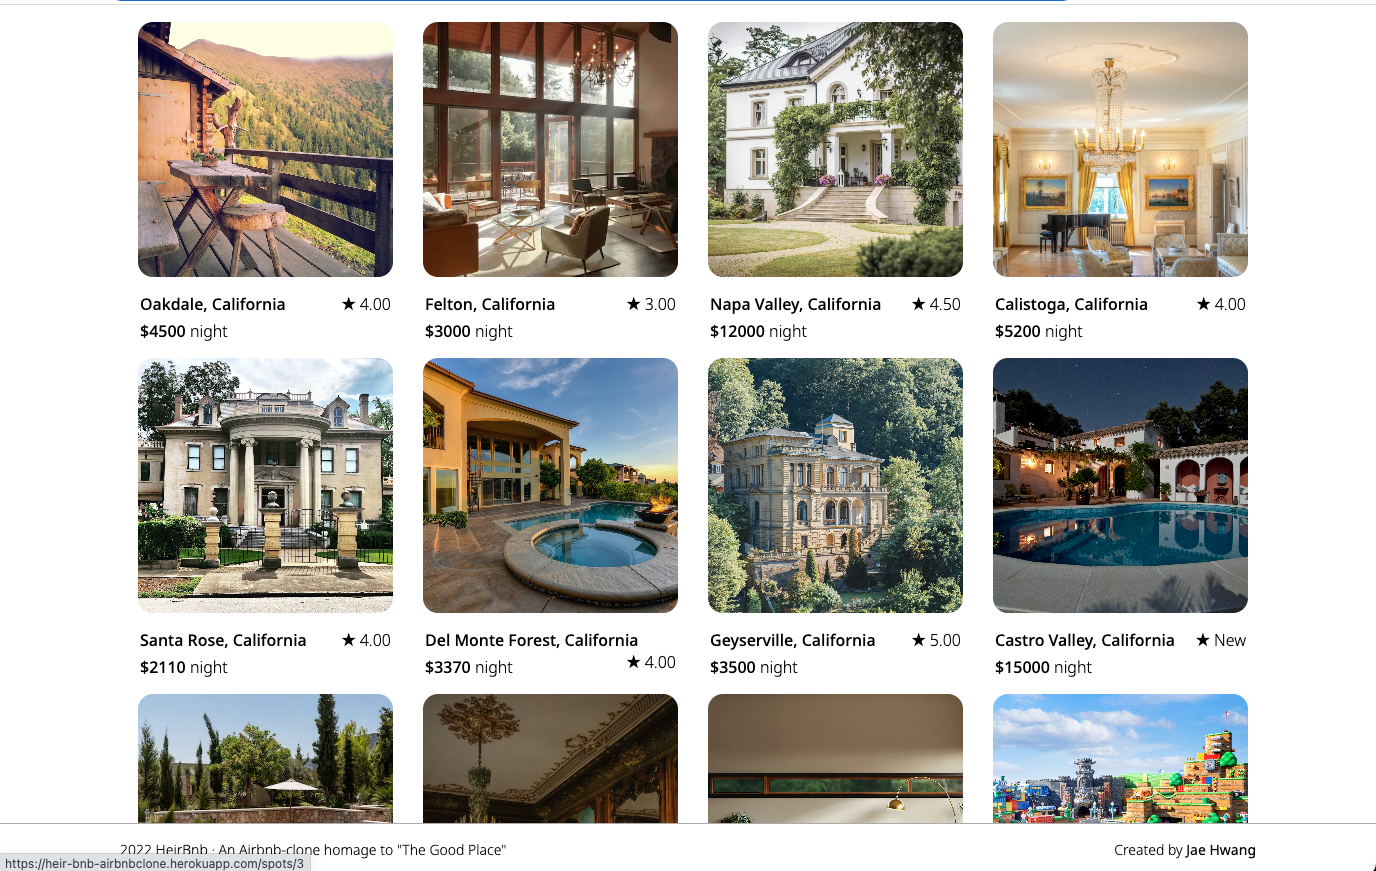 Oakdale, California ★ 4.00
$4500 night
Felton, California ★ 3.00
$3000 night
Napa Valley, California ★ 4.50
$12000 night
Calistoga, California ★ 4.00
$5200 night
Santa Rose, California ★ 4.00
$2110 night
Del Monte Forest, California
★ 4.00
$3370 night
Geyserville, California ★ 5.00
$3500 night
Castro Valley, California ★ New
$15000 night
2022 HeirBnb · An Airbnb-clone homage to "The Good Place"
Created by Jae Hwang
https://heir-bnb-airbnbclone.herokuapp.com/spots/3